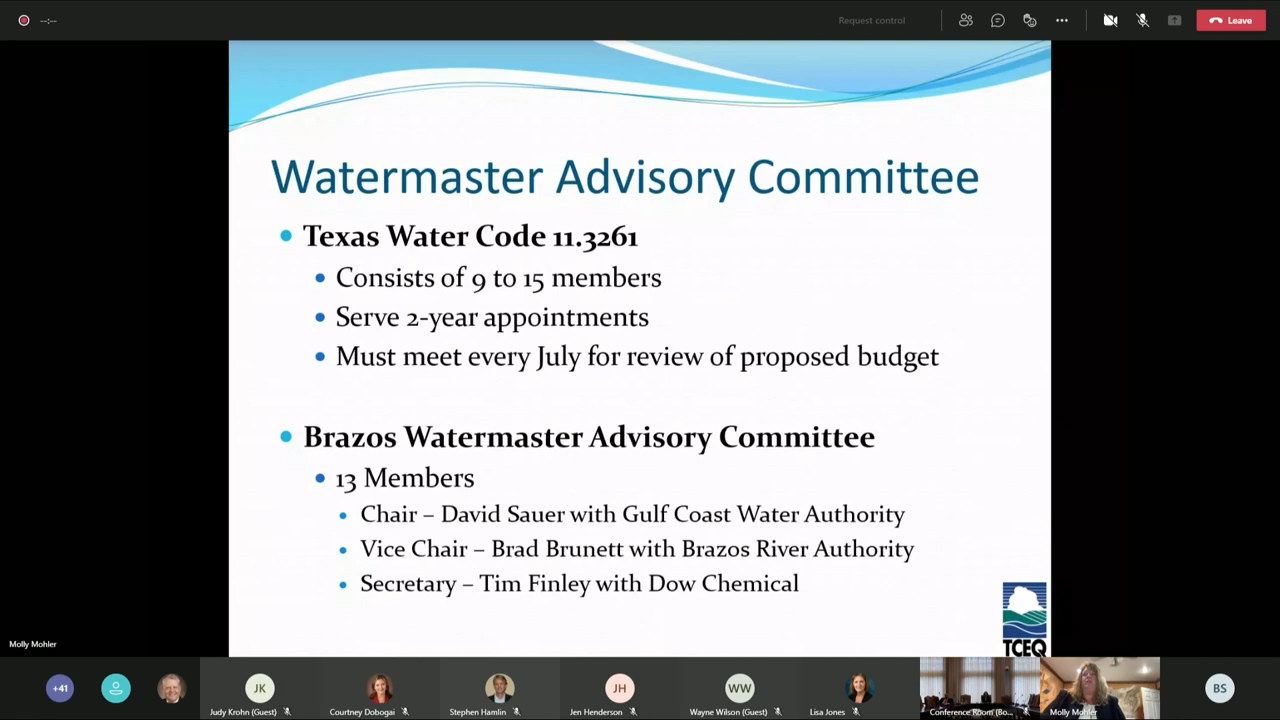 --:--
Request control
Leave
Watermaster Advisory Committee
Texas Water Code 11.3261
Consists of 9 to 15 members
Serve 2-year appointments
Must meet every July for review of proposed budget
Brazos Watermaster Advisory Committee
13 Members
Chair – David Sauer with Gulf Coast Water Authority
Vice Chair – Brad Brunett with Brazos River Authority
Secretary – Tim Finley with Dow Chemical
TCEQ
Molly Mohler
+41
JK
JH
WW
BS
Judy Krohn (Guest)
Courtney Dobogai
Stephen Hamlin
Jen Henderson
Wayne Wilson (Guest)
Lisa Jones
Conference Room (Bo...
Molly Mohler